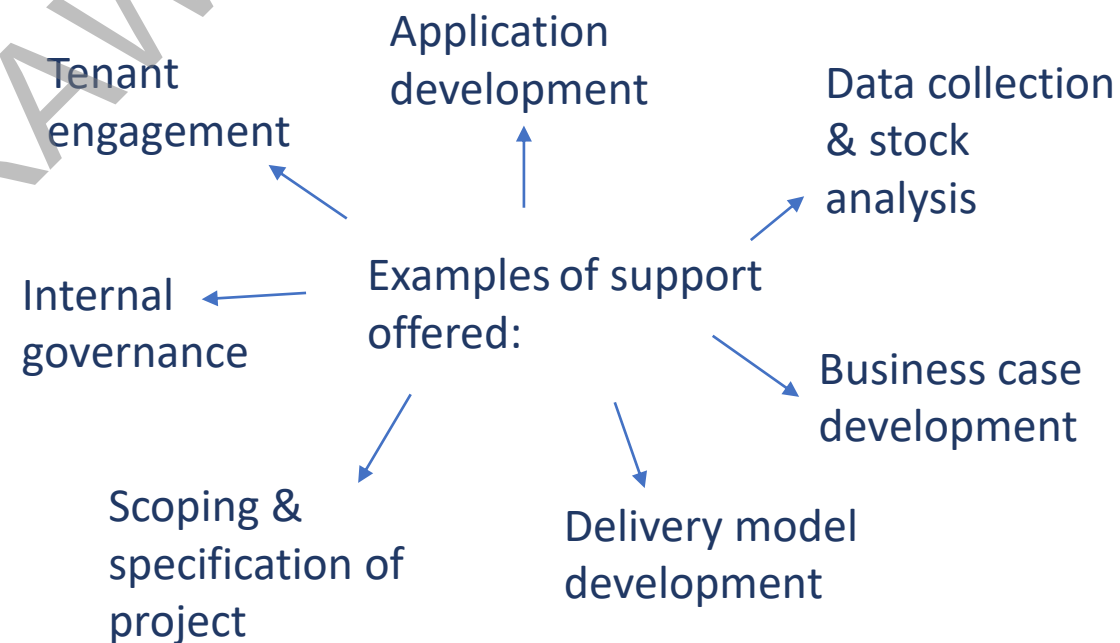 Application
development
Tenant
engagement
Data collection
& stock
analysis
Examples of support
offered:
Internal
governance
Business case
development
Scoping &
specification of
project
Delivery model
development